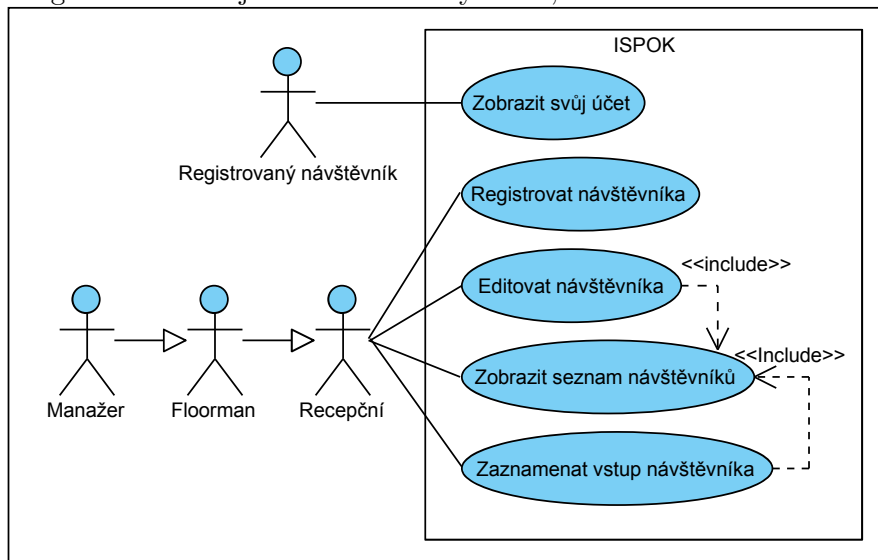 ISPOK
Zobrazit svůj účet
Registrovaný návštěvník
Registrovat návštěvníka
<<include>>
Editovat návštěvníka
<<Include>>
Zobrazit seznam návštěvníků
Manažer
Floorman
Recepční
Zaznamenat vstup návštěvníka